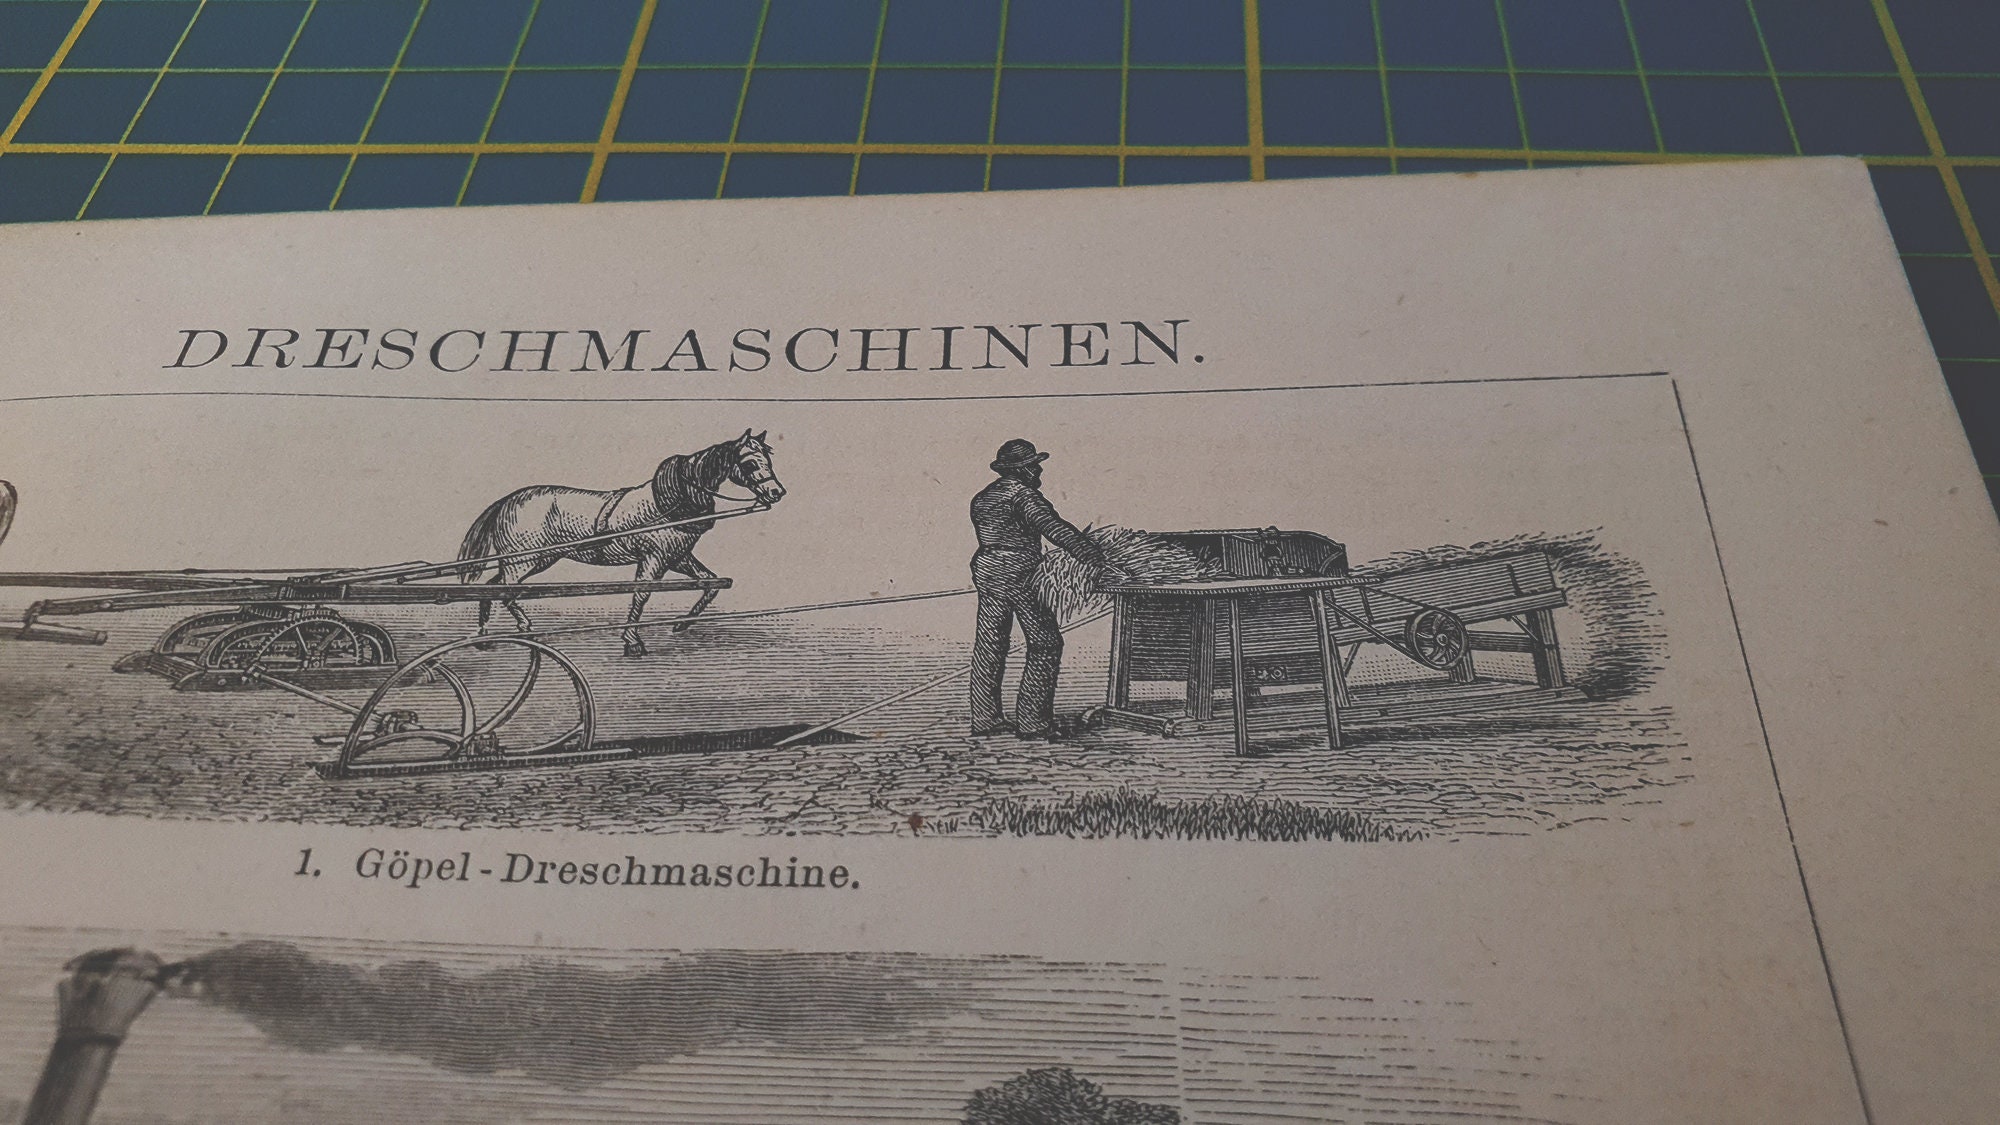 DRESCHMASCHINEN.
1. Göpel-Dreschmaschine.